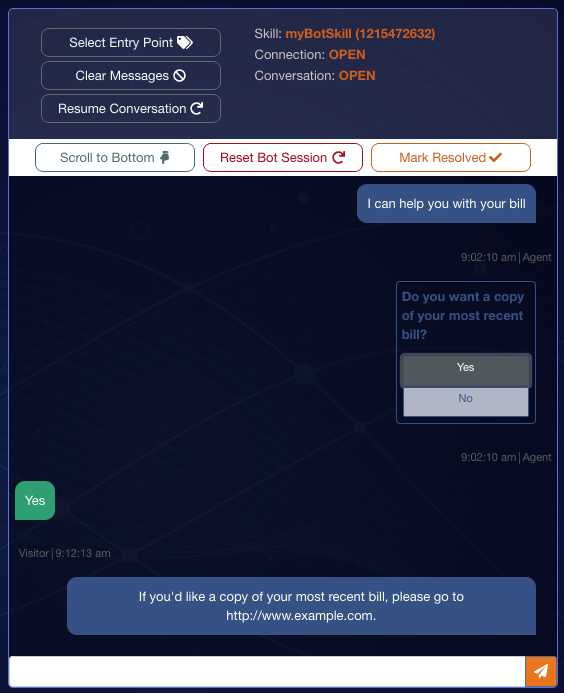 Select Entry Point
Clear Messages
Resume Conversation
Skill: myBotSkill (1215472632)
Connection: OPEN
Conversation: OPEN
Scroll to Bottom
Reset Bot Session
Mark Resolved
I can help you with your bill
9:02:10 am | Agent
Do you want a copy
of your most recent
bill?
Yes
No
9:02:10 am | Agent
Yes
Visitor | 9:12:13 am
If you'd like a copy of your most recent bill, please go to
http://www.example.com.